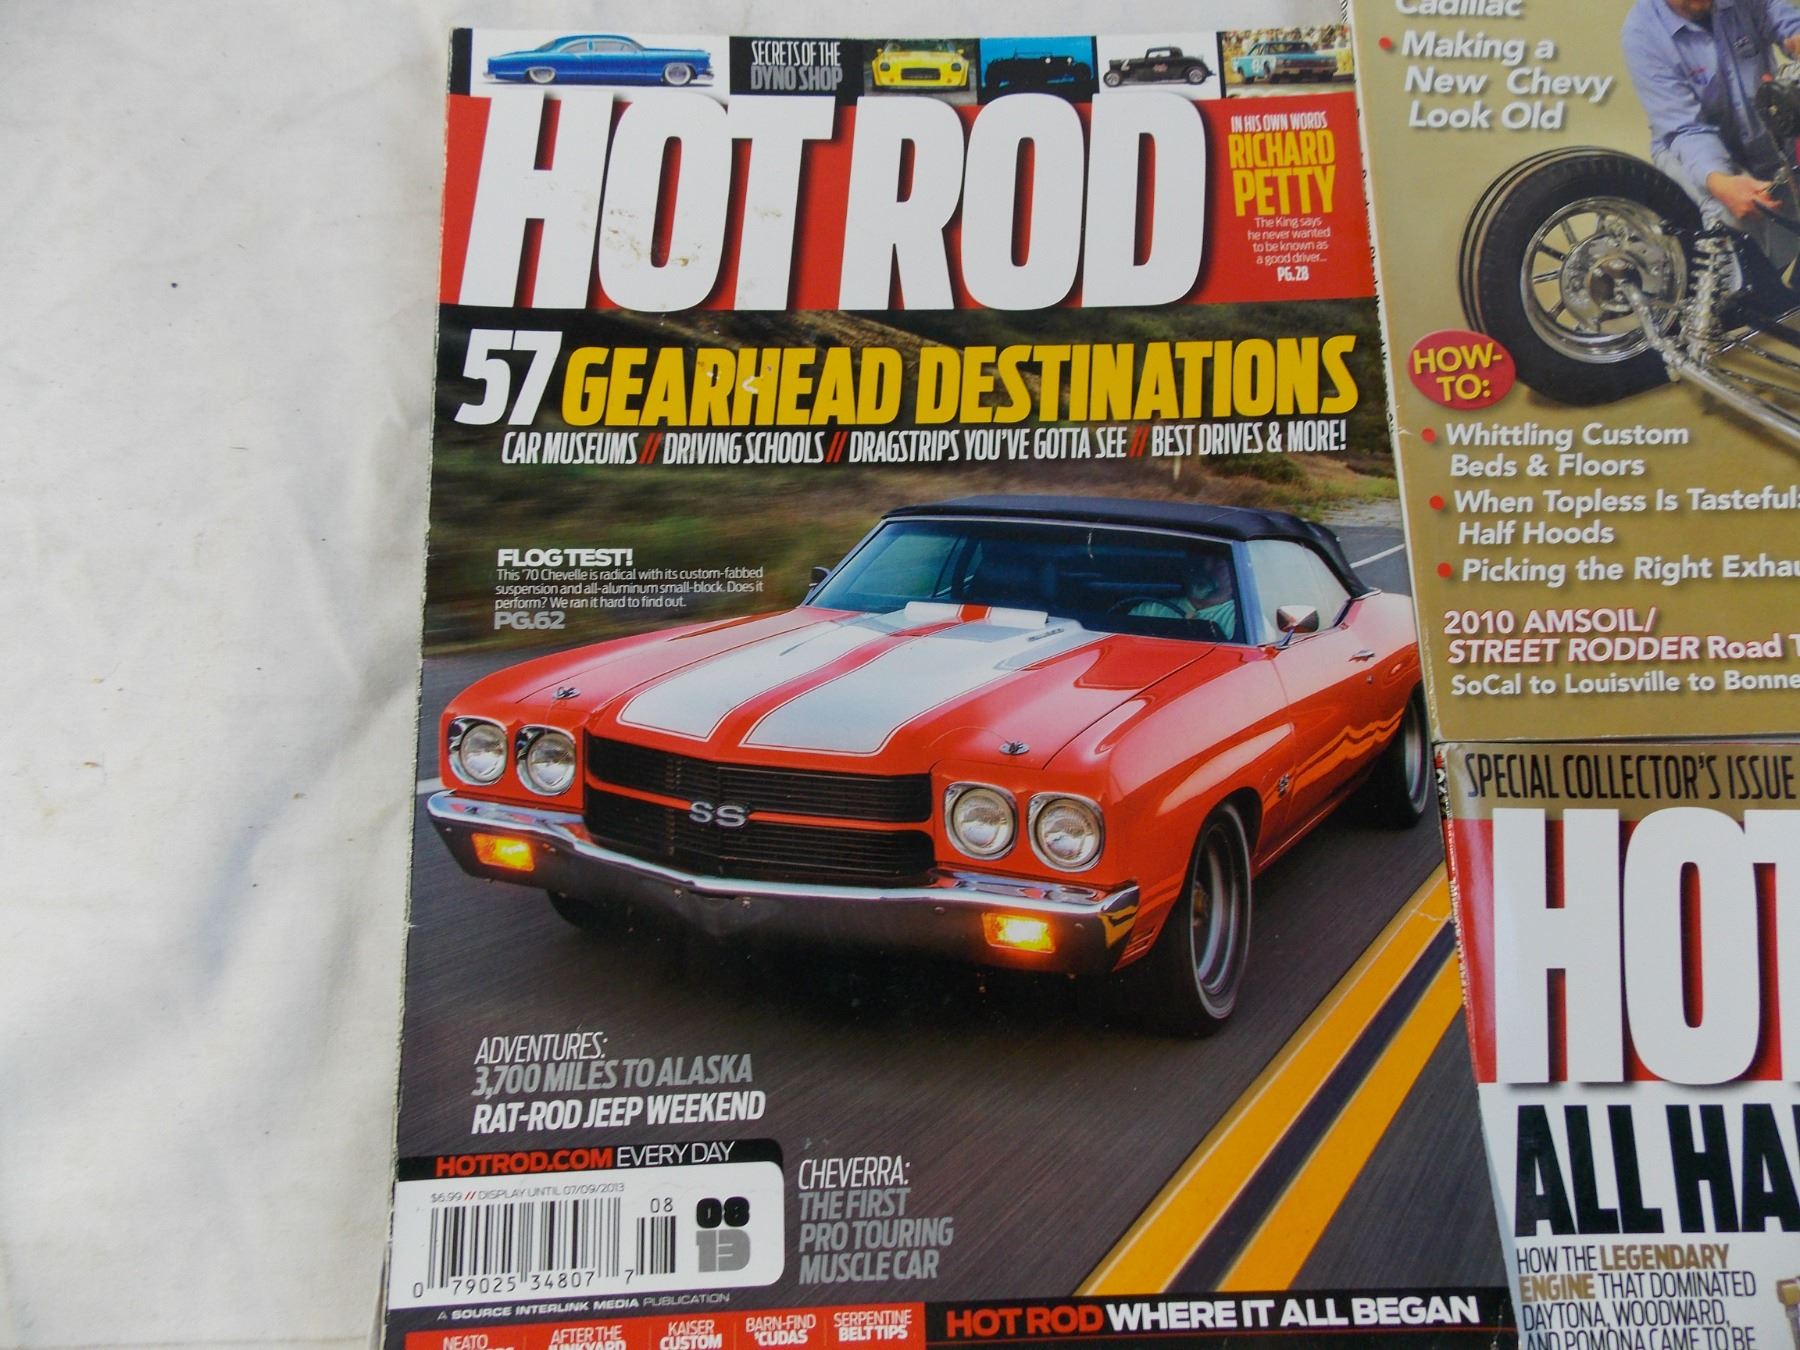 SECRETS OF THE
DYNO SHOP
HOT ROD
IN HIS OWN WORDS
RICHARD
PETTY
The King says
he never wanted
to be known as
a good driver...
PG.28
57 GEARHEAD DESTINATIONS
CAR MUSEUMS // DRIVING SCHOOLS // DRAGSTRIPS YOU'VE GOTTA SEE // BEST DRIVES & MORE!
FLOG TEST!
This '70 Chevelle is radical with its custom-fabbed
suspension and all-aluminum small-block. Does it
perform? We ran it hard to find out.
PG.62
SS
ADVENTURES:
3,700 MILES TO ALASKA
RAT-ROD JEEP WEEKEND
HOTROD.COM EVERY DAY
$6.99 // DISPLAY UNTIL 07/09/2013
08
08
13
0 79025 34807 7
CHEVERRA:
THE FIRST
PRO TOURING
MUSCLE CAR
A SOURCE INTERLINK MEDIA PUBLICATION
NEATO
AFTER THE
JUNKYARD
KAISER
CUSTOM
BARN-FIND
'CUDAS
SERPENTINE
BELT TIPS
HOT ROD WHERE IT ALL BEGAN
Cadillac
Making a
New Chevy
Look Old
HOW-
TO:
Whittling Custom
Beds & Floors
When Topless Is Tasteful:
Half Hoods
Picking the Right Exhau
2010 AMSOIL/
STREET RODDER Road T
SoCal to Louisville to Bonne
SPECIAL COLLECTOR'S ISSUE
HOT
ALL HA
HOW THE LEGENDARY
ENGINE THAT DOMINATED
DAYTONA, WOODWARD,
AND POMONA CAME TO BE